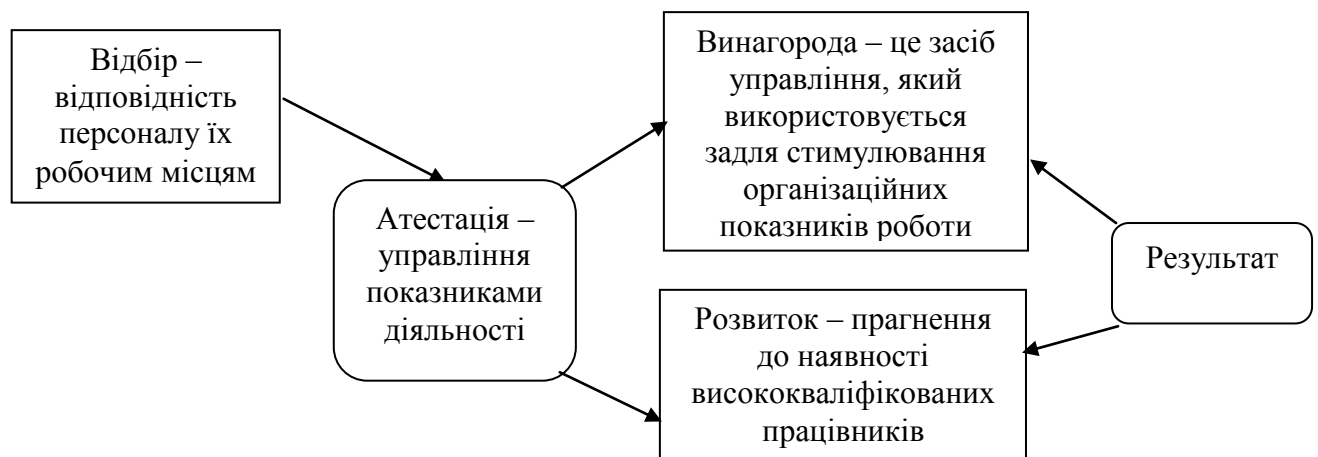 Відбір –
відповідність
персоналу їх
робочим місцям
Атестація –
управління
показниками
діяльності
Винагорода – це засіб
управління, який
використовується
задля стимулювання
організаційних
показників роботи
Розвиток – прагнення
до наявності
висококваліфікованих
працівників
Результат